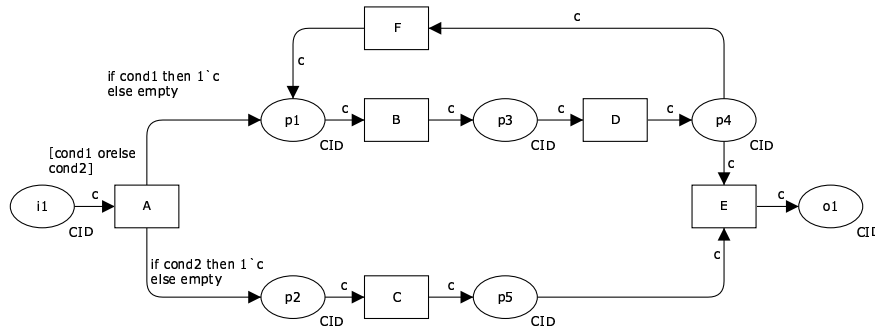 c
F
c
if cond1 then 1`c
else empty
p1
c
B
c
p3
c
D
c
p4
CID
CID
CID
[cond1 orelse
cond2]
c
i1
c
A
CID
E
c
o1
CID
if cond2 then 1`c
else empty
c
p2
c
C
c
p5
CID
CID